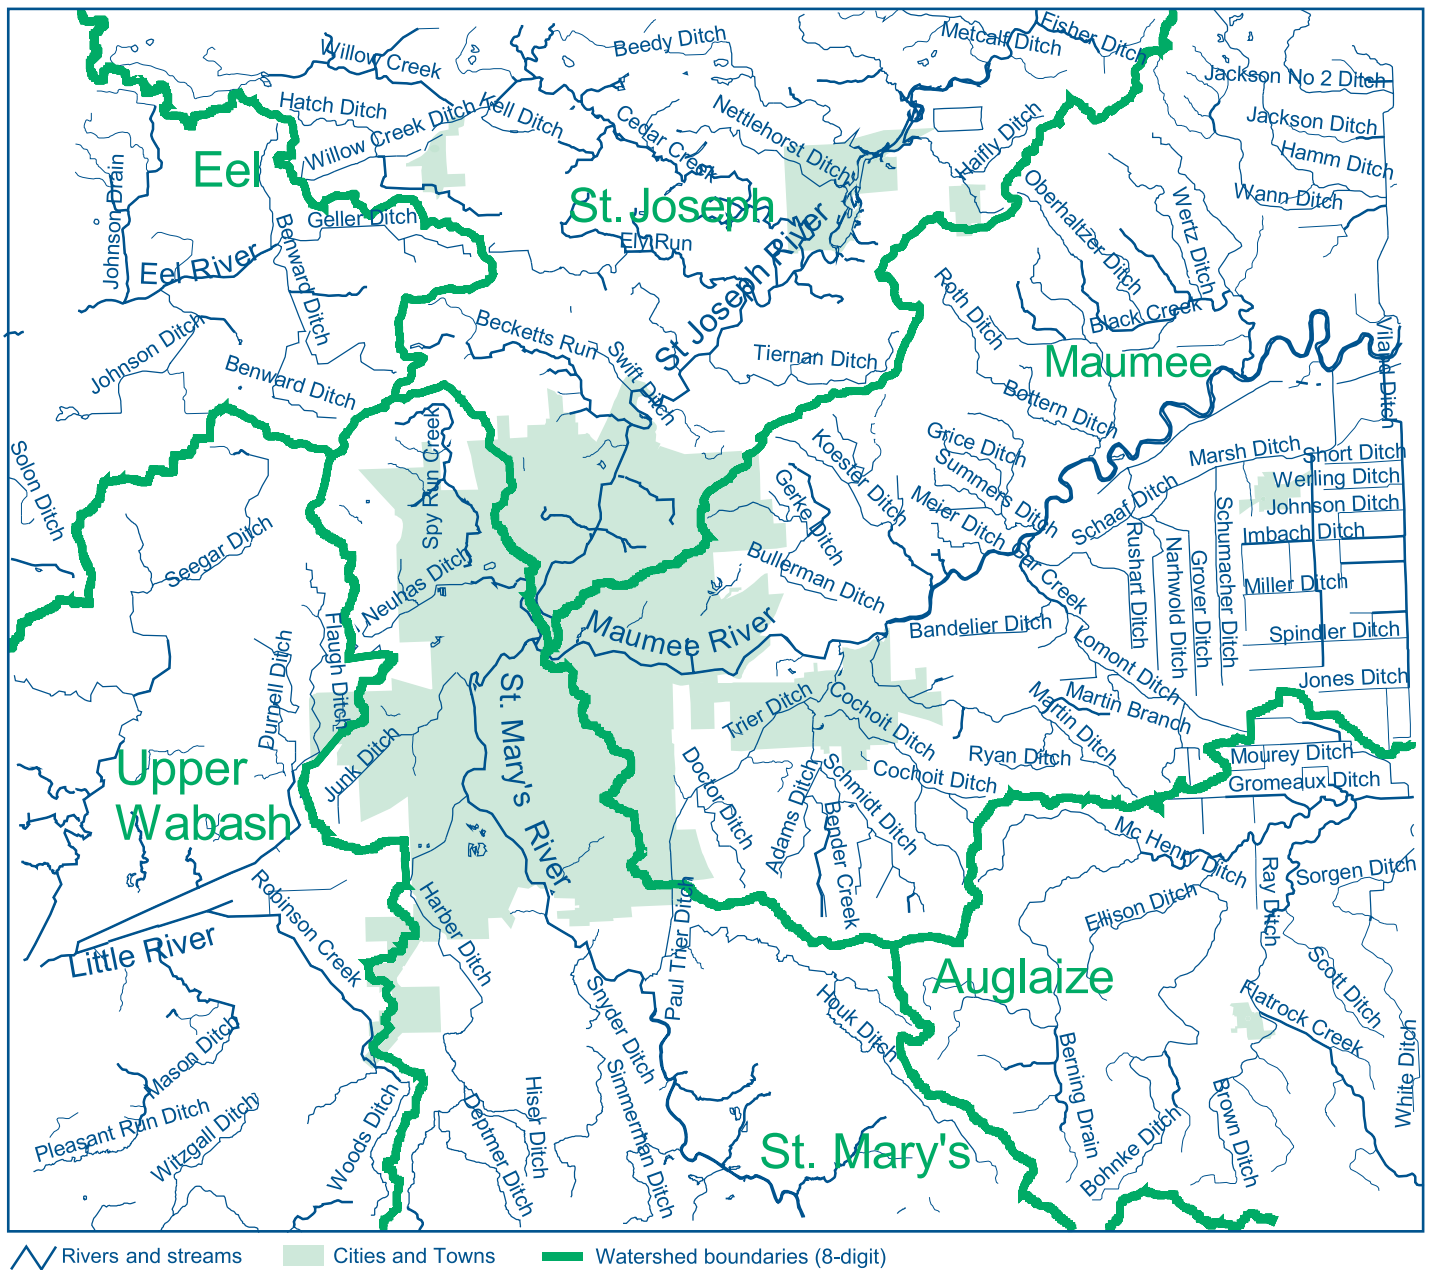 Eisher Ditch
Metcalf Ditch
Beedy Ditch
Willow Creek
Jackson No 2 Ditch
Hatch Ditch
Kell Ditch
Willow Creek Ditch
Cedar Creek
Nettlehorst Ditch
Haifly Ditch
Jackson Ditch
Hamm Ditch
Wann Ditch
Eel
Johnson Drain
St. Joseph
Geller Ditch
Ely Run
Oberhaltzer Ditch
Wertz Ditch
Eel River
Benward Ditch
St Joseph River
Roth Ditch
Black Creek
Johnson Ditch
Becketts Run
Swift Ditch
Tiernan Ditch
Maumee
Viland Ditch
Benward Ditch
Bottern Ditch
Spy Run Creek
Koester Ditch
Grice Ditch
Summers Ditch
Marsh Ditch
Short Ditch
Werling Ditch
Solon Ditch
Gerke Ditch
Meier Ditch
Schaaf Ditch
Johnson Ditch
Imbach Ditch
Seegar Ditch
Neuhas Ditch
Bullerman Ditch
Gar Creek
Rushart Ditch
Narhwold Ditch
Grover Ditch
Schumacher Ditch
Miller Ditch
Flaugh Ditch
Maumee River
Bandelier Ditch
Spindler Ditch
Durnell Ditch
Lomont Ditch
Jones Ditch
St. Mary's River
Trier Ditch
Cochoit Ditch
Martin Ditch
Martin Branch
Junk Ditch
Upper
Wabash
Doctor Ditch
Adams Ditch
Schmidt Ditch
Cochoit Ditch
Ryan Ditch
Mourey Ditch
Gromeaux Ditch
Bender Creek
Mc Henry Ditch
Robinson Creek
Harber Ditch
Paul Trier Ditch
Ellison Ditch
Ray Ditch
Sorgen Ditch
Little River
Auglaize
Scott Ditch
Snyder Ditch
Houk Ditch
Flatrock Creek
Mason Ditch
Berning Drain
White Ditch
Pleasant Run Ditch
Witzgall Ditch
Woods Ditch
Deptmer Ditch
Hisel Ditch
Simmerman Ditch
St. Mary's
Bohnke Ditch
Brown Ditch
Rivers and streams
Cities and Towns
Watershed boundaries (8-digit)